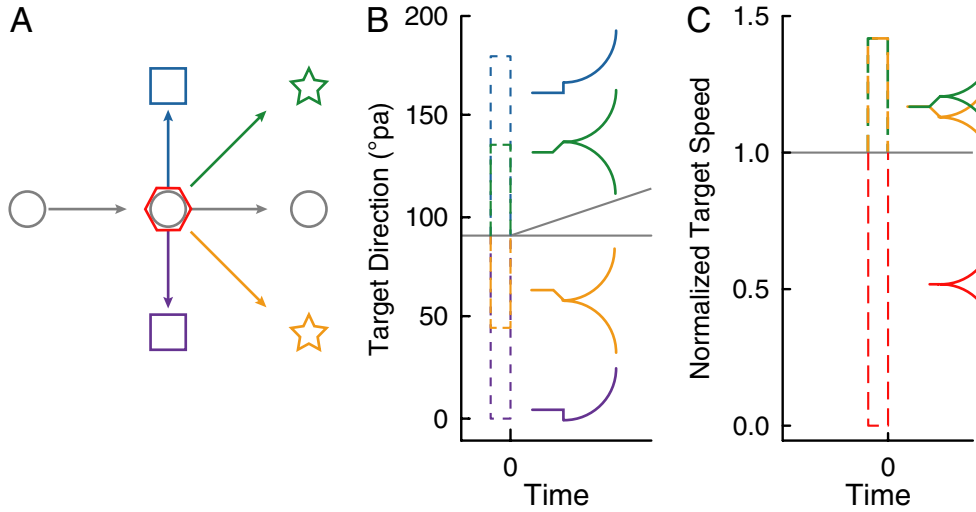 A
B
Target Direction (°pa)
200
150
100
50
0
0
Time
C
Normalized Target Speed
1.5
1.0
0.5
0.0
0
Time